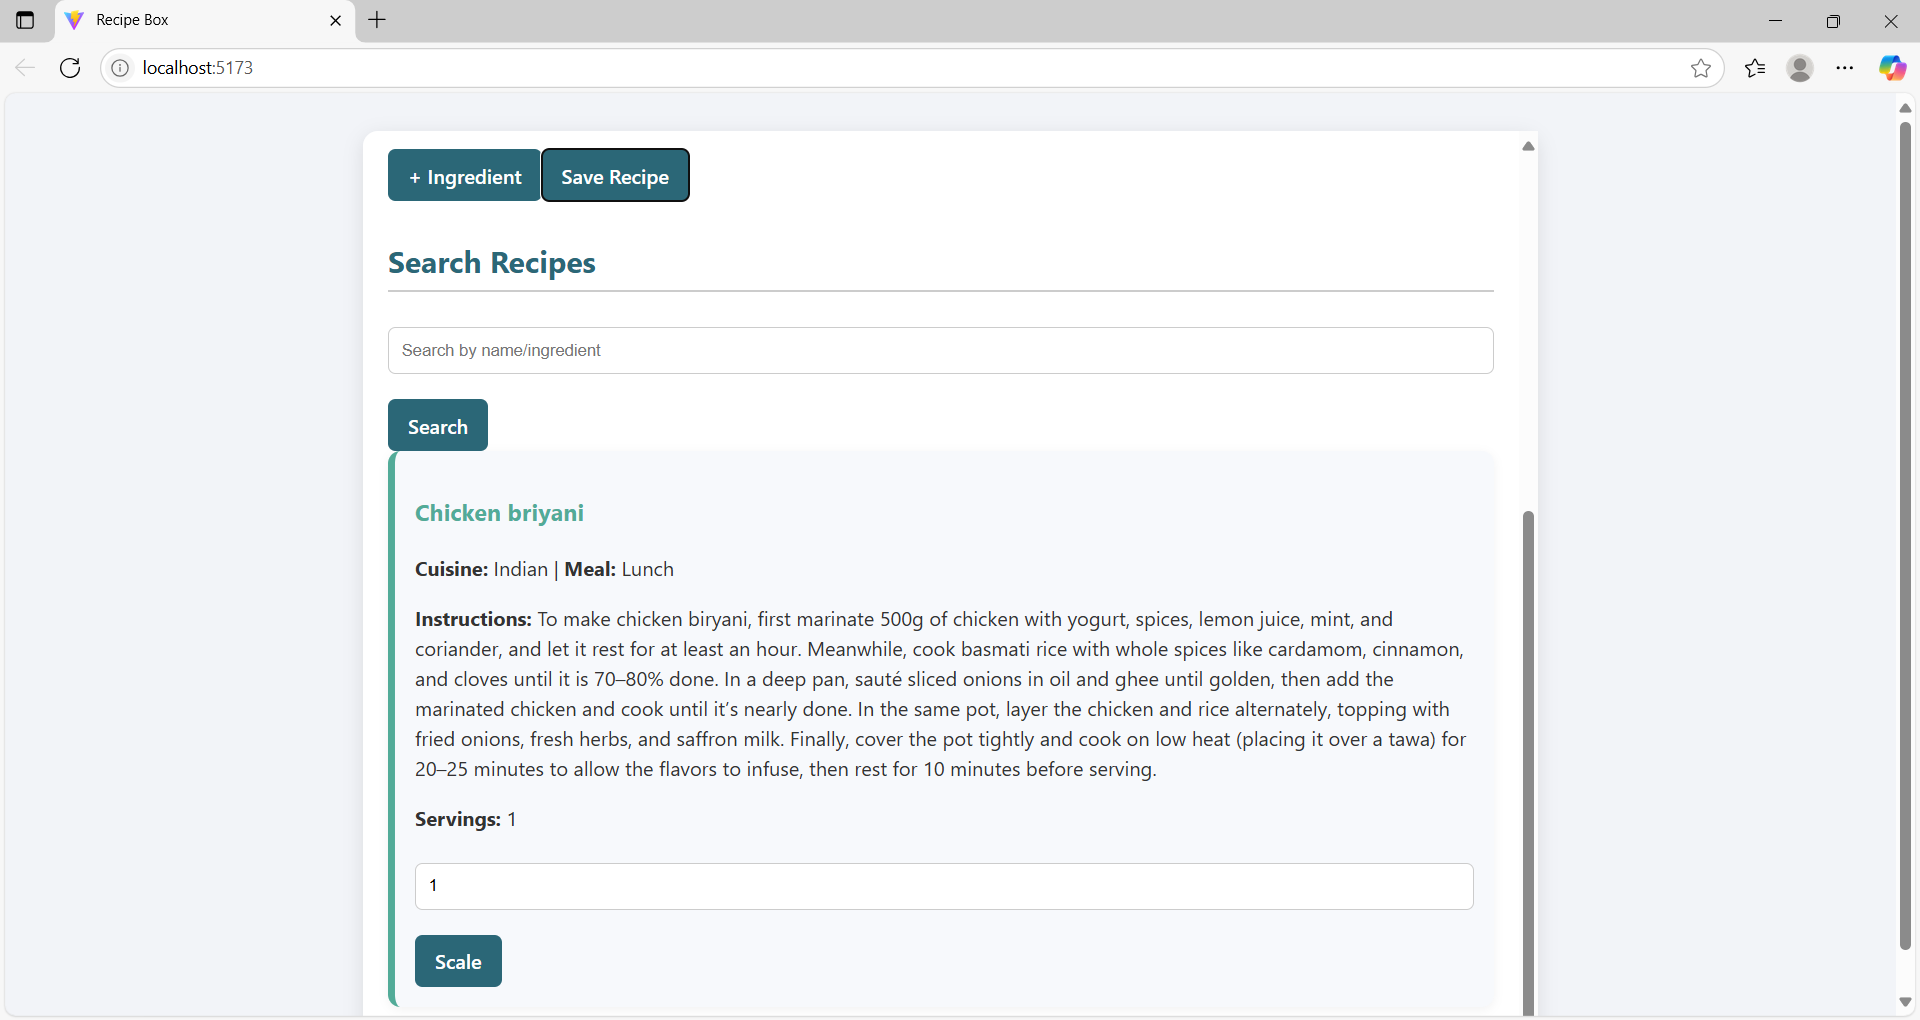 Recipe Box
localhost:5173
+ Ingredient Save Recipe
Search Recipes
Search by name/ingredient
Search
Chicken briyani
Cuisine: Indian | Meal: Lunch
Instructions: To make chicken biryani, first marinate 500g of chicken with yogurt, spices, lemon juice, mint, and
coriander, and let it rest for at least an hour. Meanwhile, cook basmati rice with whole spices like cardamom, cinnamon,
and cloves until it is 70–80% done. In a deep pan, sauté sliced onions in oil and ghee until golden, then add the
marinated chicken and cook until it’s nearly done. In the same pot, layer the chicken and rice alternately, topping with
fried onions, fresh herbs, and saffron milk. Finally, cover the pot tightly and cook on low heat (placing it over a tawa) for
20–25 minutes to allow the flavors to infuse, then rest for 10 minutes before serving.
Servings: 1
1
Scale